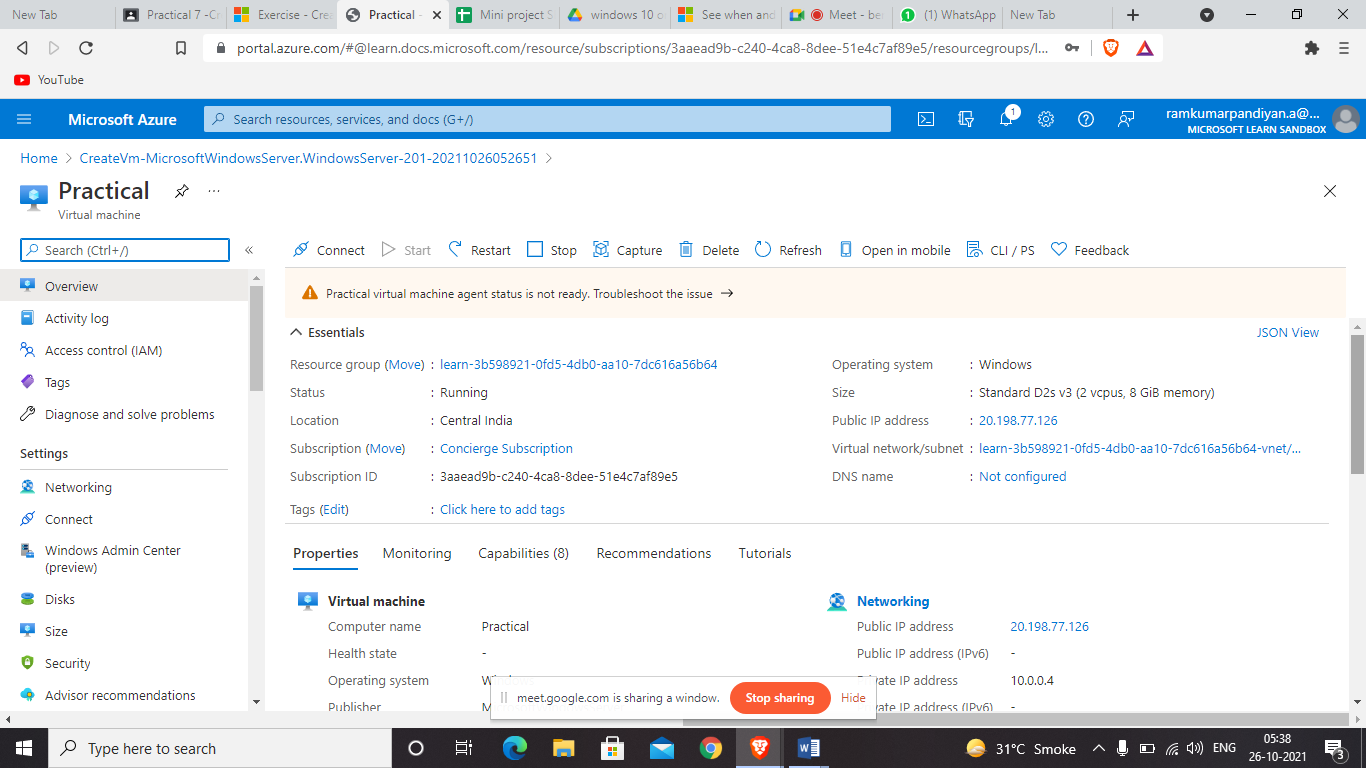 New Tab
Practical 7 -Cr
Exercise - Crea
Practical -
Mini project S
windows 10 o
See when and
Meet - be
(1) WhatsApp
New Tab
portal.azure.com/#@learn.docs.microsoft.com/resource/subscriptions/3aaead9b-c240-4ca8-8dee-51e4c7af89e5/resourcegroups/l...
YouTube
Microsoft Azure
Search resources, services, and docs (G+/)
1
ramkumarpandiyan.a@...
MICROSOFT LEARN SANDBOX
Home > CreateVm-MicrosoftWindowsServer.WindowsServer-201-20211026052651 >
Practical
Virtual machine
Search (Ctrl+/)
«
Connect
Start
Restart
Stop
Capture
Delete
Refresh
Open in mobile
CLI / PS
Feedback
Overview
Activity log
Access control (IAM)
Tags
Diagnose and solve problems
Settings
Networking
Connect
Windows Admin Center
(preview)
Disks
Size
Security
Advisor recommendations
Practical virtual machine agent status is not ready. Troubleshoot the issue →
Essentials
JSON View
Resource group (Move) : learn-3b598921-0fd5-4db0-aa10-7dc616a56b64
Status : Running
Location : Central India
Subscription (Move) : Concierge Subscription
Subscription ID : 3aaead9b-c240-4ca8-8dee-51e4c7af89e5
Tags (Edit) : Click here to add tags
Operating system : Windows
Size : Standard D2s v3 (2 vcpus, 8 GiB memory)
Public IP address : 20.198.77.126
Virtual network/subnet : learn-3b598921-0fd5-4db0-aa10-7dc616a56b64-vnet/...
DNS name : Not configured
Properties
Monitoring
Capabilities (8)
Recommendations
Tutorials
Virtual machine
Computer name Practical
Health state -
Operating system
Publisher
Networking
Public IP address 20.198.77.126
Public IP address (IPv6) -
Private IP address 10.0.0.4
Private IP address (IPv6) -
meet.google.com is sharing a window.
Stop sharing
Hide
Type here to search
31°C Smoke
ENG
05:38
26-10-2021
3